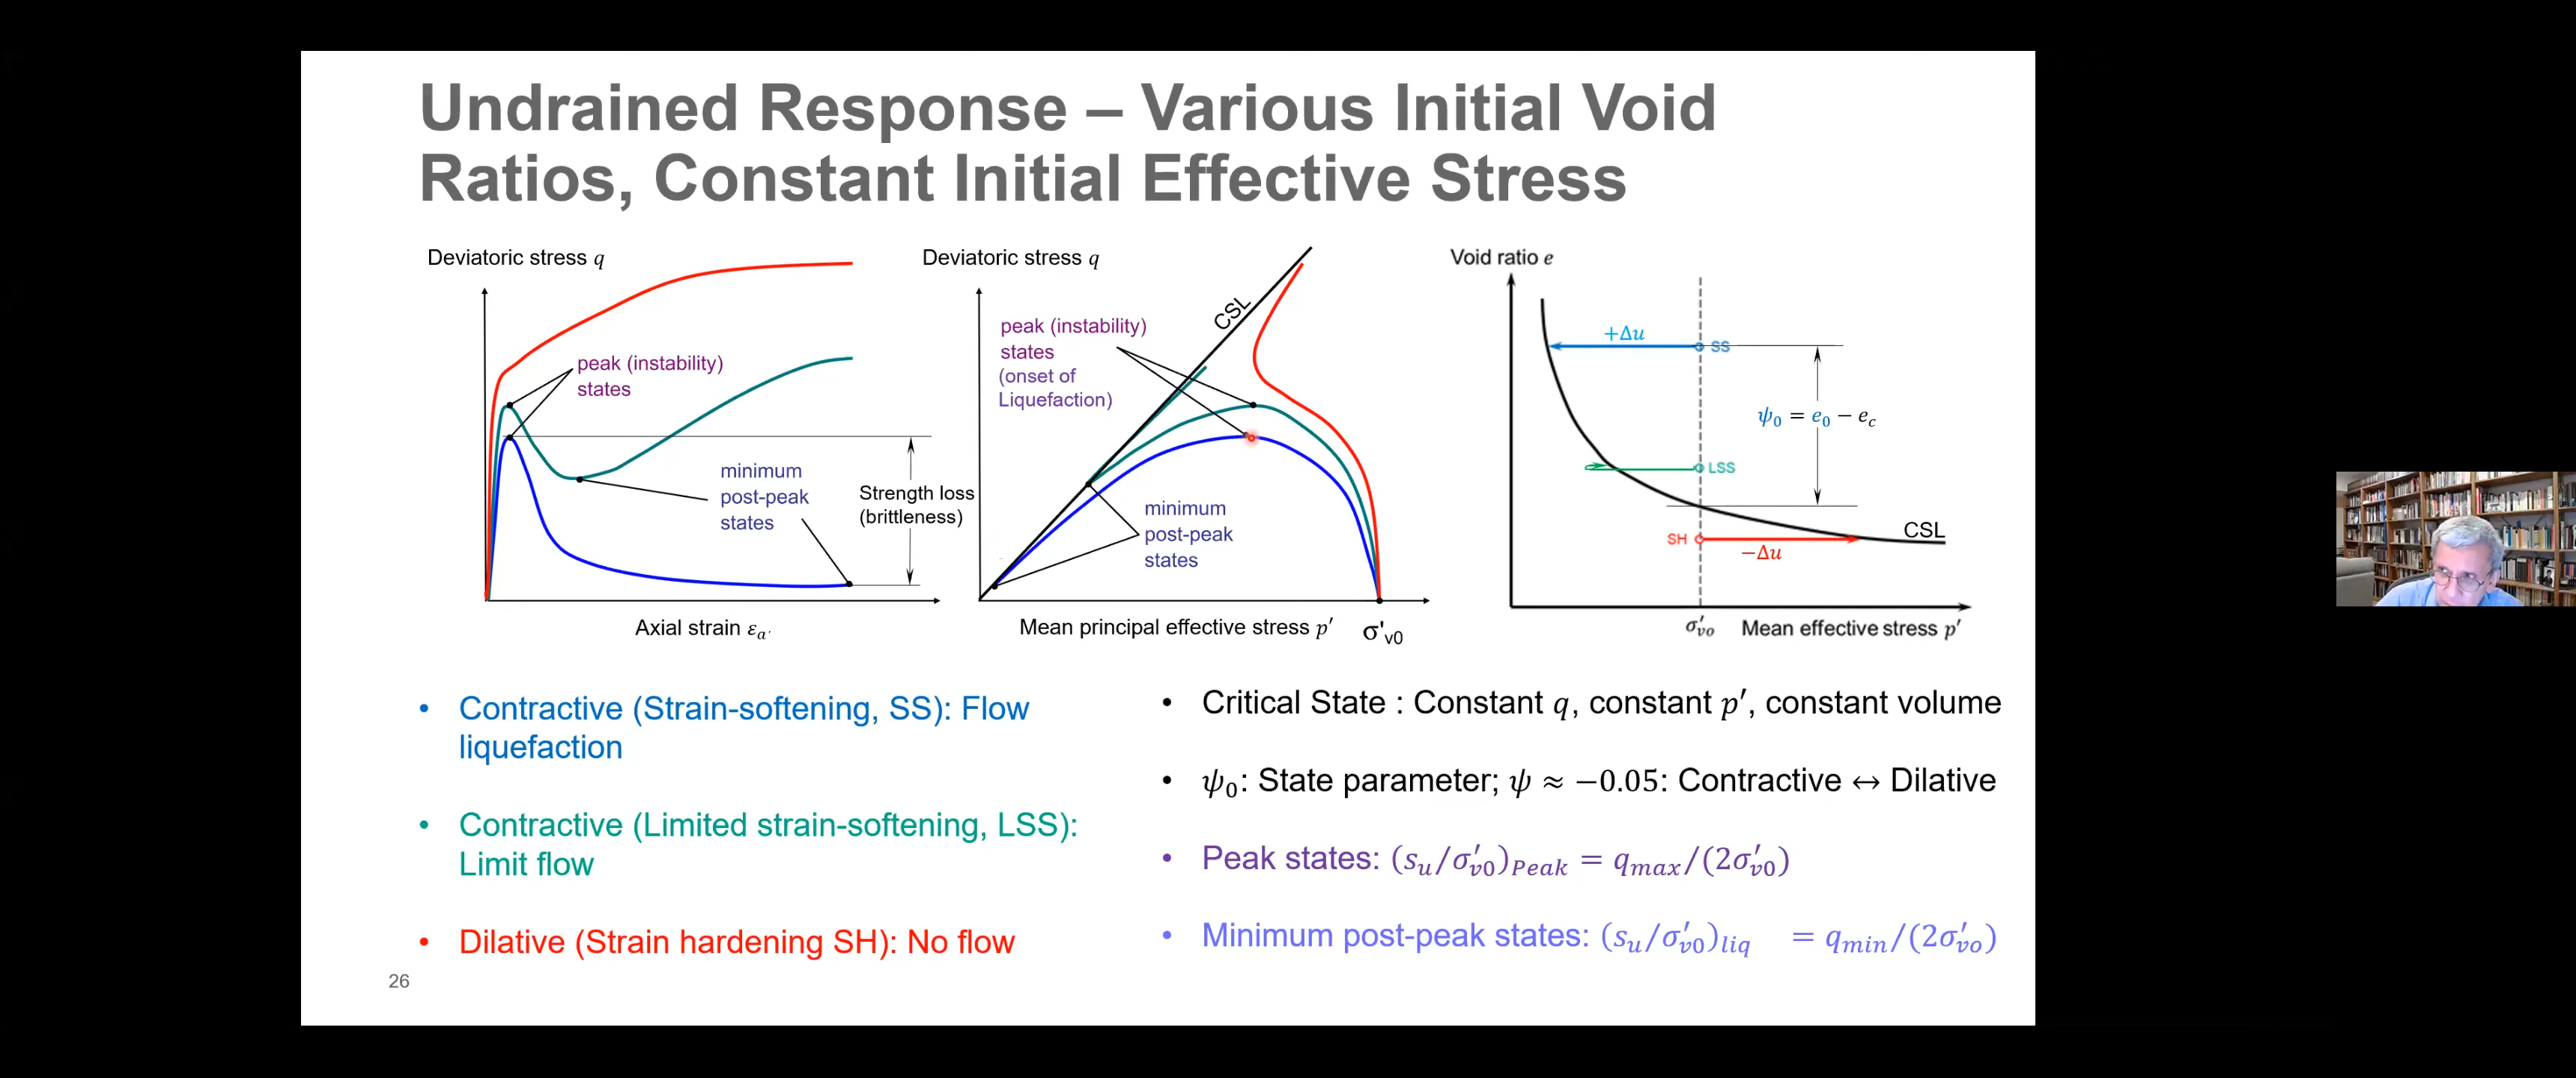 Undrained Response – Various Initial Void
Ratios, Constant Initial Effective Stress
Deviatoric stress q
peak (instability)
states
minimum
post-peak
states
Strength loss
(brittleness)
Axial strain εₐ′
Deviatoric stress q
CSL
peak (instability)
states
(onset of
Liquefaction)
minimum
post-peak
states
Mean principal effective stress p′
σ'v0
Void ratio e
+Δu
SS
ψ₀ = e₀ − e_c
LSS
SH
−Δu
CSL
σ′vo
Mean effective stress p′
• Contractive (Strain-softening, SS): Flow
liquefaction
• Contractive (Limited strain-softening, LSS):
Limit flow
• Dilative (Strain hardening SH): No flow
• Critical State : Constant q, constant p′, constant volume
• ψ₀: State parameter; ψ ≈ −0.05: Contractive ↔ Dilative
• Peak states: (s_u/σ′v0)Peak = q_max/(2σ′v0)
• Minimum post-peak states: (s_u/σ′v0)liq = q_min/(2σ′vo)
26